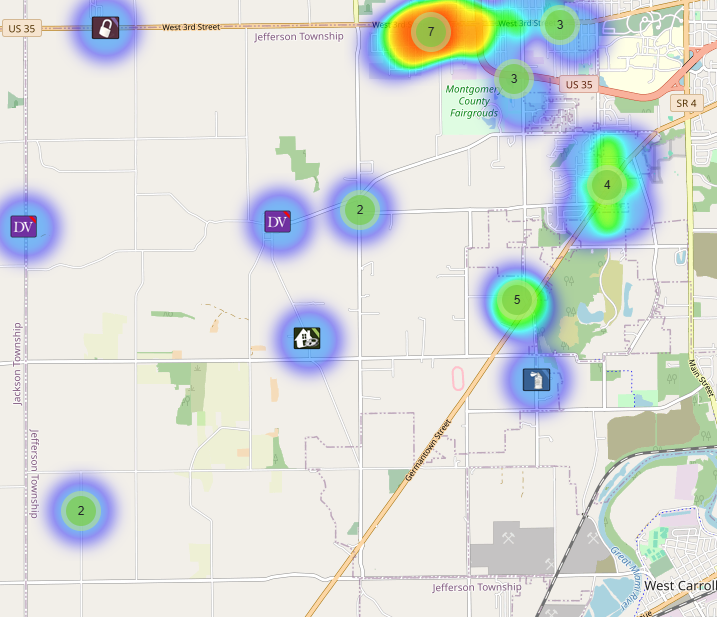 US 35
West 3rd Street
Jefferson Township
West
7
West 3rd St
3
3
US 35
Montgomery
County
Fairgrounds
SR 4
4
DV
DV
2
5
Jackson Township
Main Street
Germantown Street
Jefferson Township
2
Great Miami River
West Carroll
Jefferson Township